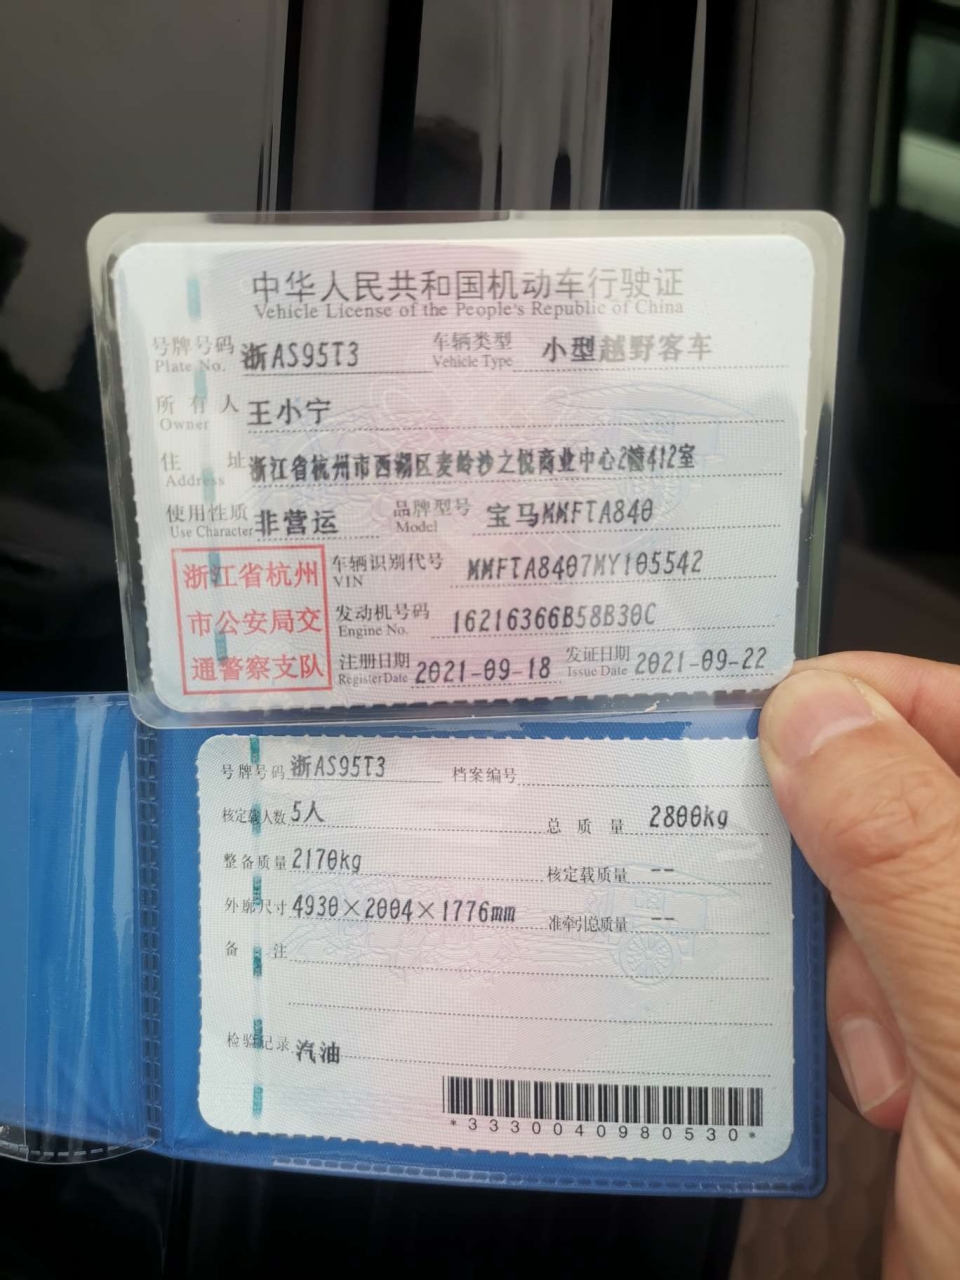 中华人民共和国机动车行驶证
Vehicle License of the People's Republic of China
号牌号码 浙AS95T3 车辆类型 小型越野客车
Plate No. Vehicle Type
所有人 王小宁
Owner
住址 浙江省杭州市西湖区麦岭沙之悦商业中心2幢412室
Address
使用性质 非营运 品牌型号 宝马MMFTA840
Use Character Model
浙江省杭州
市公安局交
通警察支队
车辆识别代号 MMFTA8407MY105542
VIN
发动机号码 16216366B58B30C
Engine No.
注册日期 2021-09-18 发证日期 2021-09-22
Register Date Issue Date
号牌号码 浙AS95T3 档案编号
核定载人数 5人 总质量 2800kg
整备质量 2170kg 核定载质量 --
外廓尺寸 4930×2004×1776mm 准牵引总质量 --
备注
检验记录 汽油
*3330040980530*